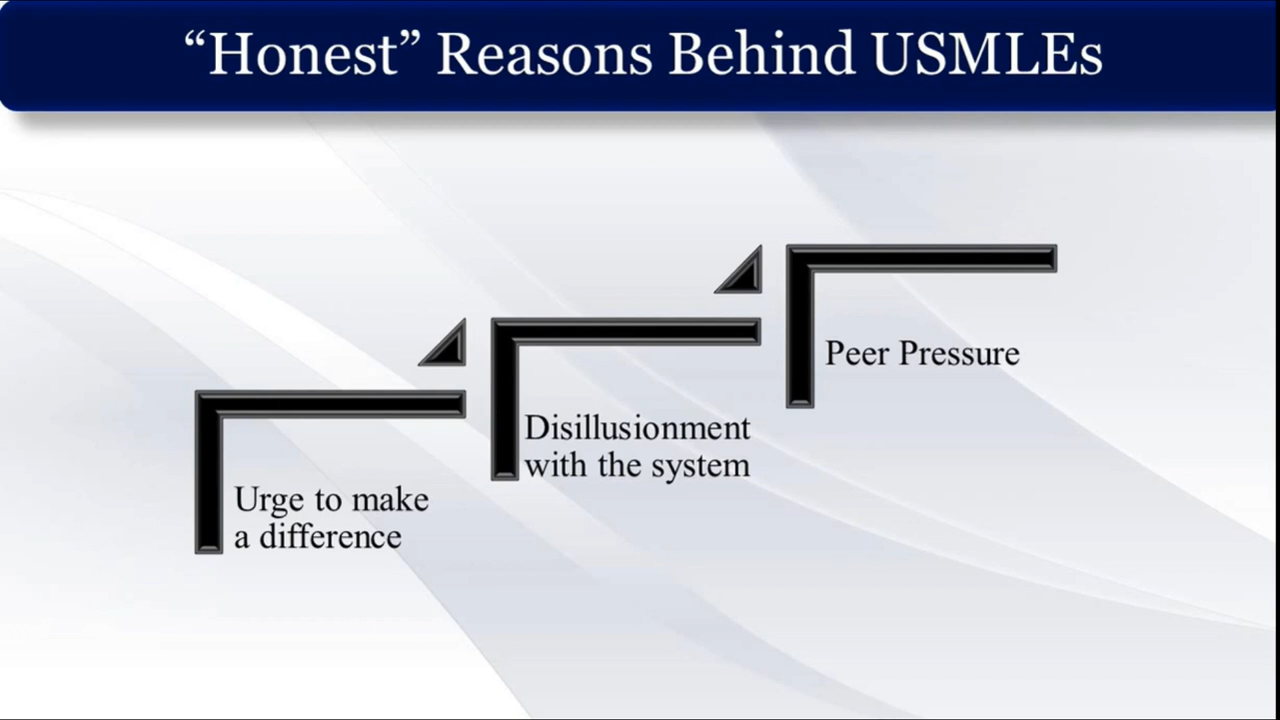 “Honest” Reasons Behind USMLEs
Urge to make
a difference
Disillusionment
with the system
Peer Pressure